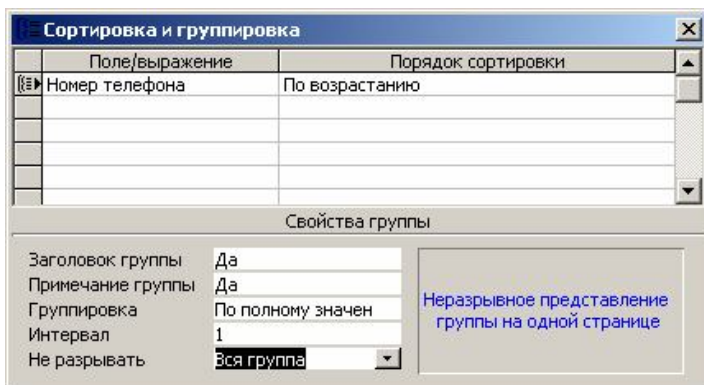 Сортировка и группировка
Поле/выражение Порядок сортировки
Номер телефона По возрастанию
Свойства группы
Заголовок группы Да
Примечание группы Да
Группировка По полному значен
Интервал 1
Не разрывать Вся группа
Неразрывное представление
группы на одной странице